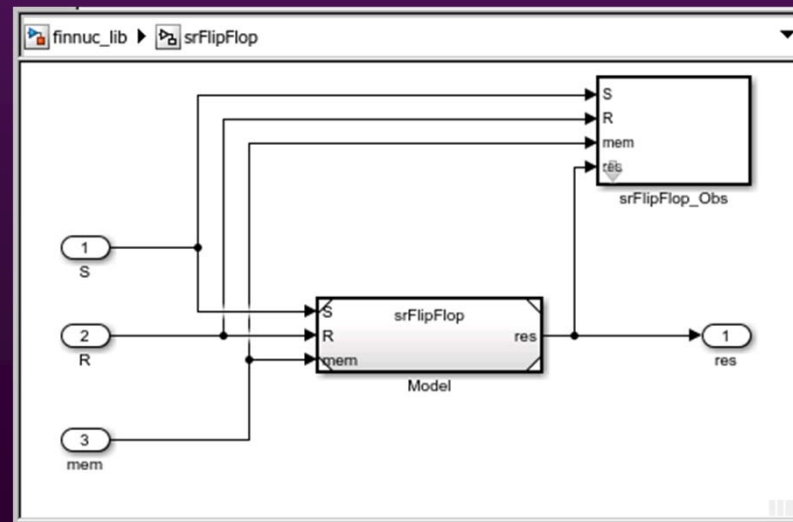 finnuc_lib srFlipFlop
S
R
mem
res
srFlipFlop_Obs
1
S
S
srFlipFlop
2
R
R
res
1
res
mem
Model
3
mem